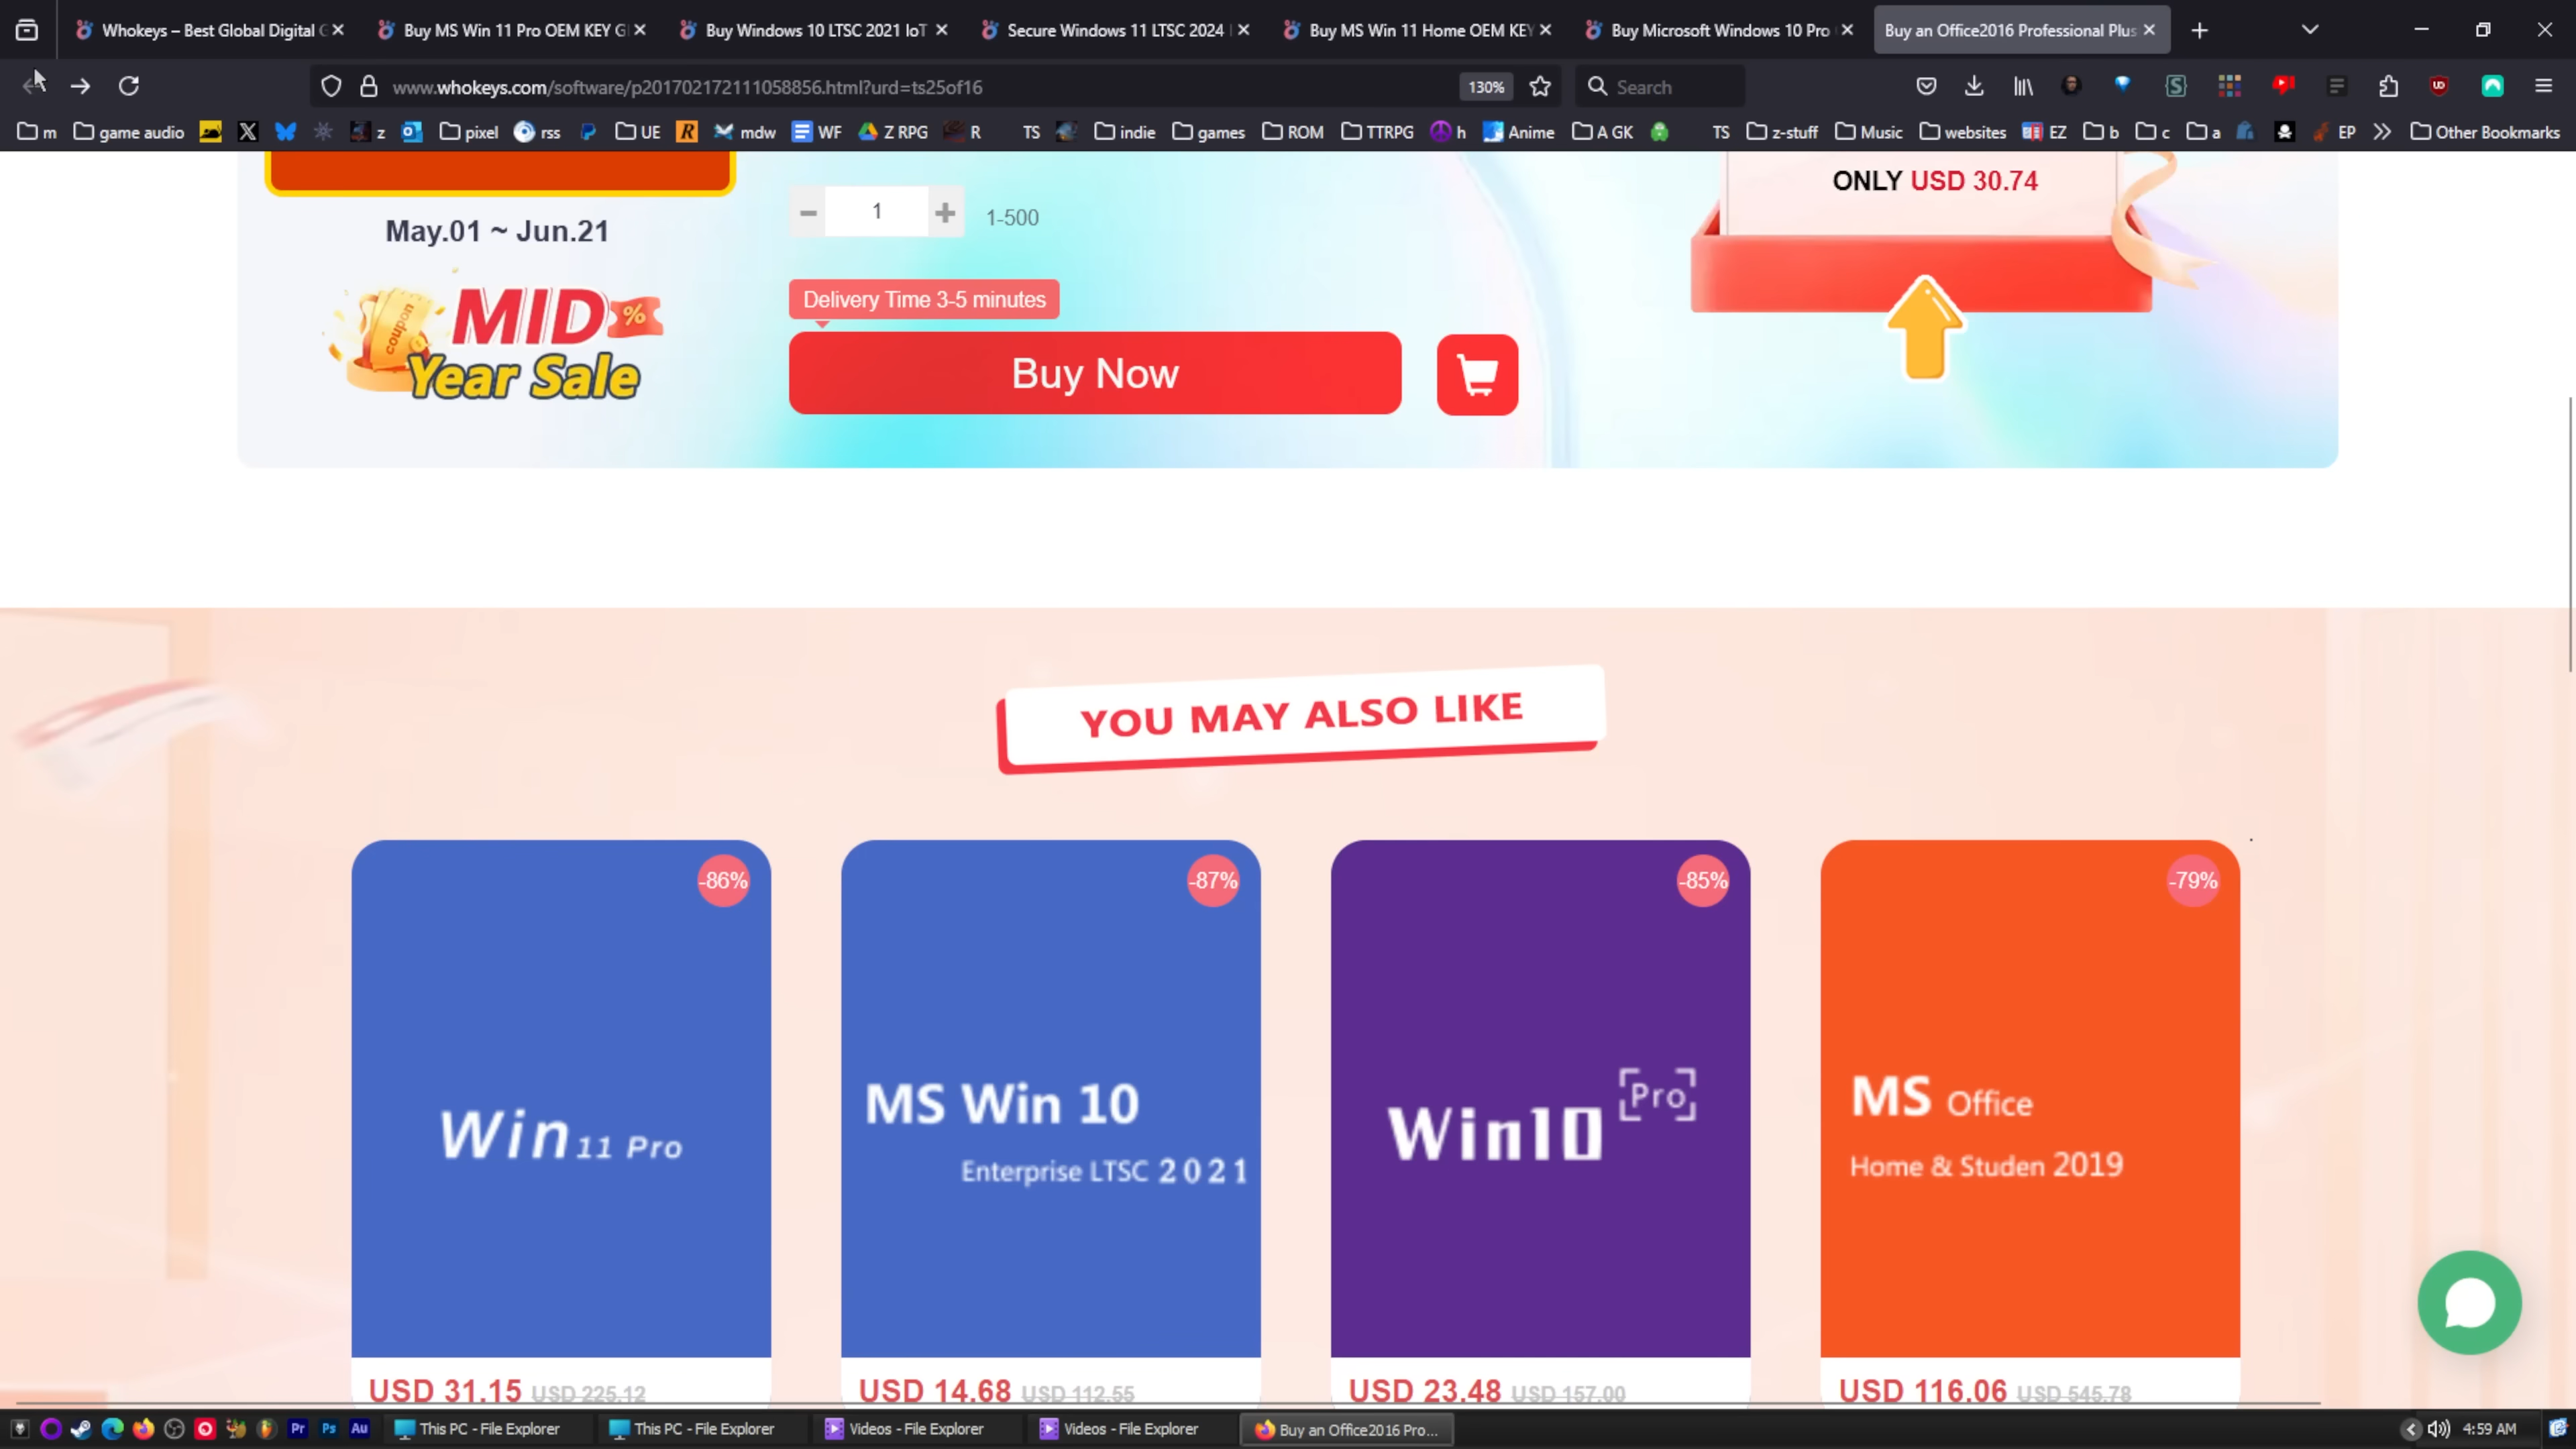 Whokeys – Best Global Digital G
Buy MS Win 11 Pro OEM KEY Gl
Buy Windows 10 LTSC 2021 IoT
Secure Windows 11 LTSC 2024
Buy MS Win 11 Home OEM KEY
Buy Microsoft Windows 10 Pro
Buy an Office2016 Professional Plus
www.whokeys.com/software/p201702172111058856.html?urd=ts25of16
130%
Search
m
game audio
z
pixel
rss
UE
mdw
WF
Z RPG
R
TS
indie
games
ROM
TTRPG
h
Anime
A GK
TS
z-stuff
Music
websites
EZ
b
c
a
EP
Other Bookmarks
ONLY USD 30.74
1
1-500
May.01 ~ Jun.21
Delivery Time 3-5 minutes
coupon
MID %
Year Sale
Buy Now
YOU MAY ALSO LIKE
-86%
-87%
-85%
-79%
Win 11 Pro
MS Win 10
Enterprise LTSC 2021
Win10 [Pro]
MS Office
Home & Studen 2019
USD 31.15 USD 225.12
USD 14.68 USD 112.55
USD 23.48 USD 157.00
USD 116.06 USD 545.78
Pr
Ps
Au
This PC - File Explorer
This PC - File Explorer
Videos - File Explorer
Videos - File Explorer
Buy an Office2016 Pro...
4:59 AM